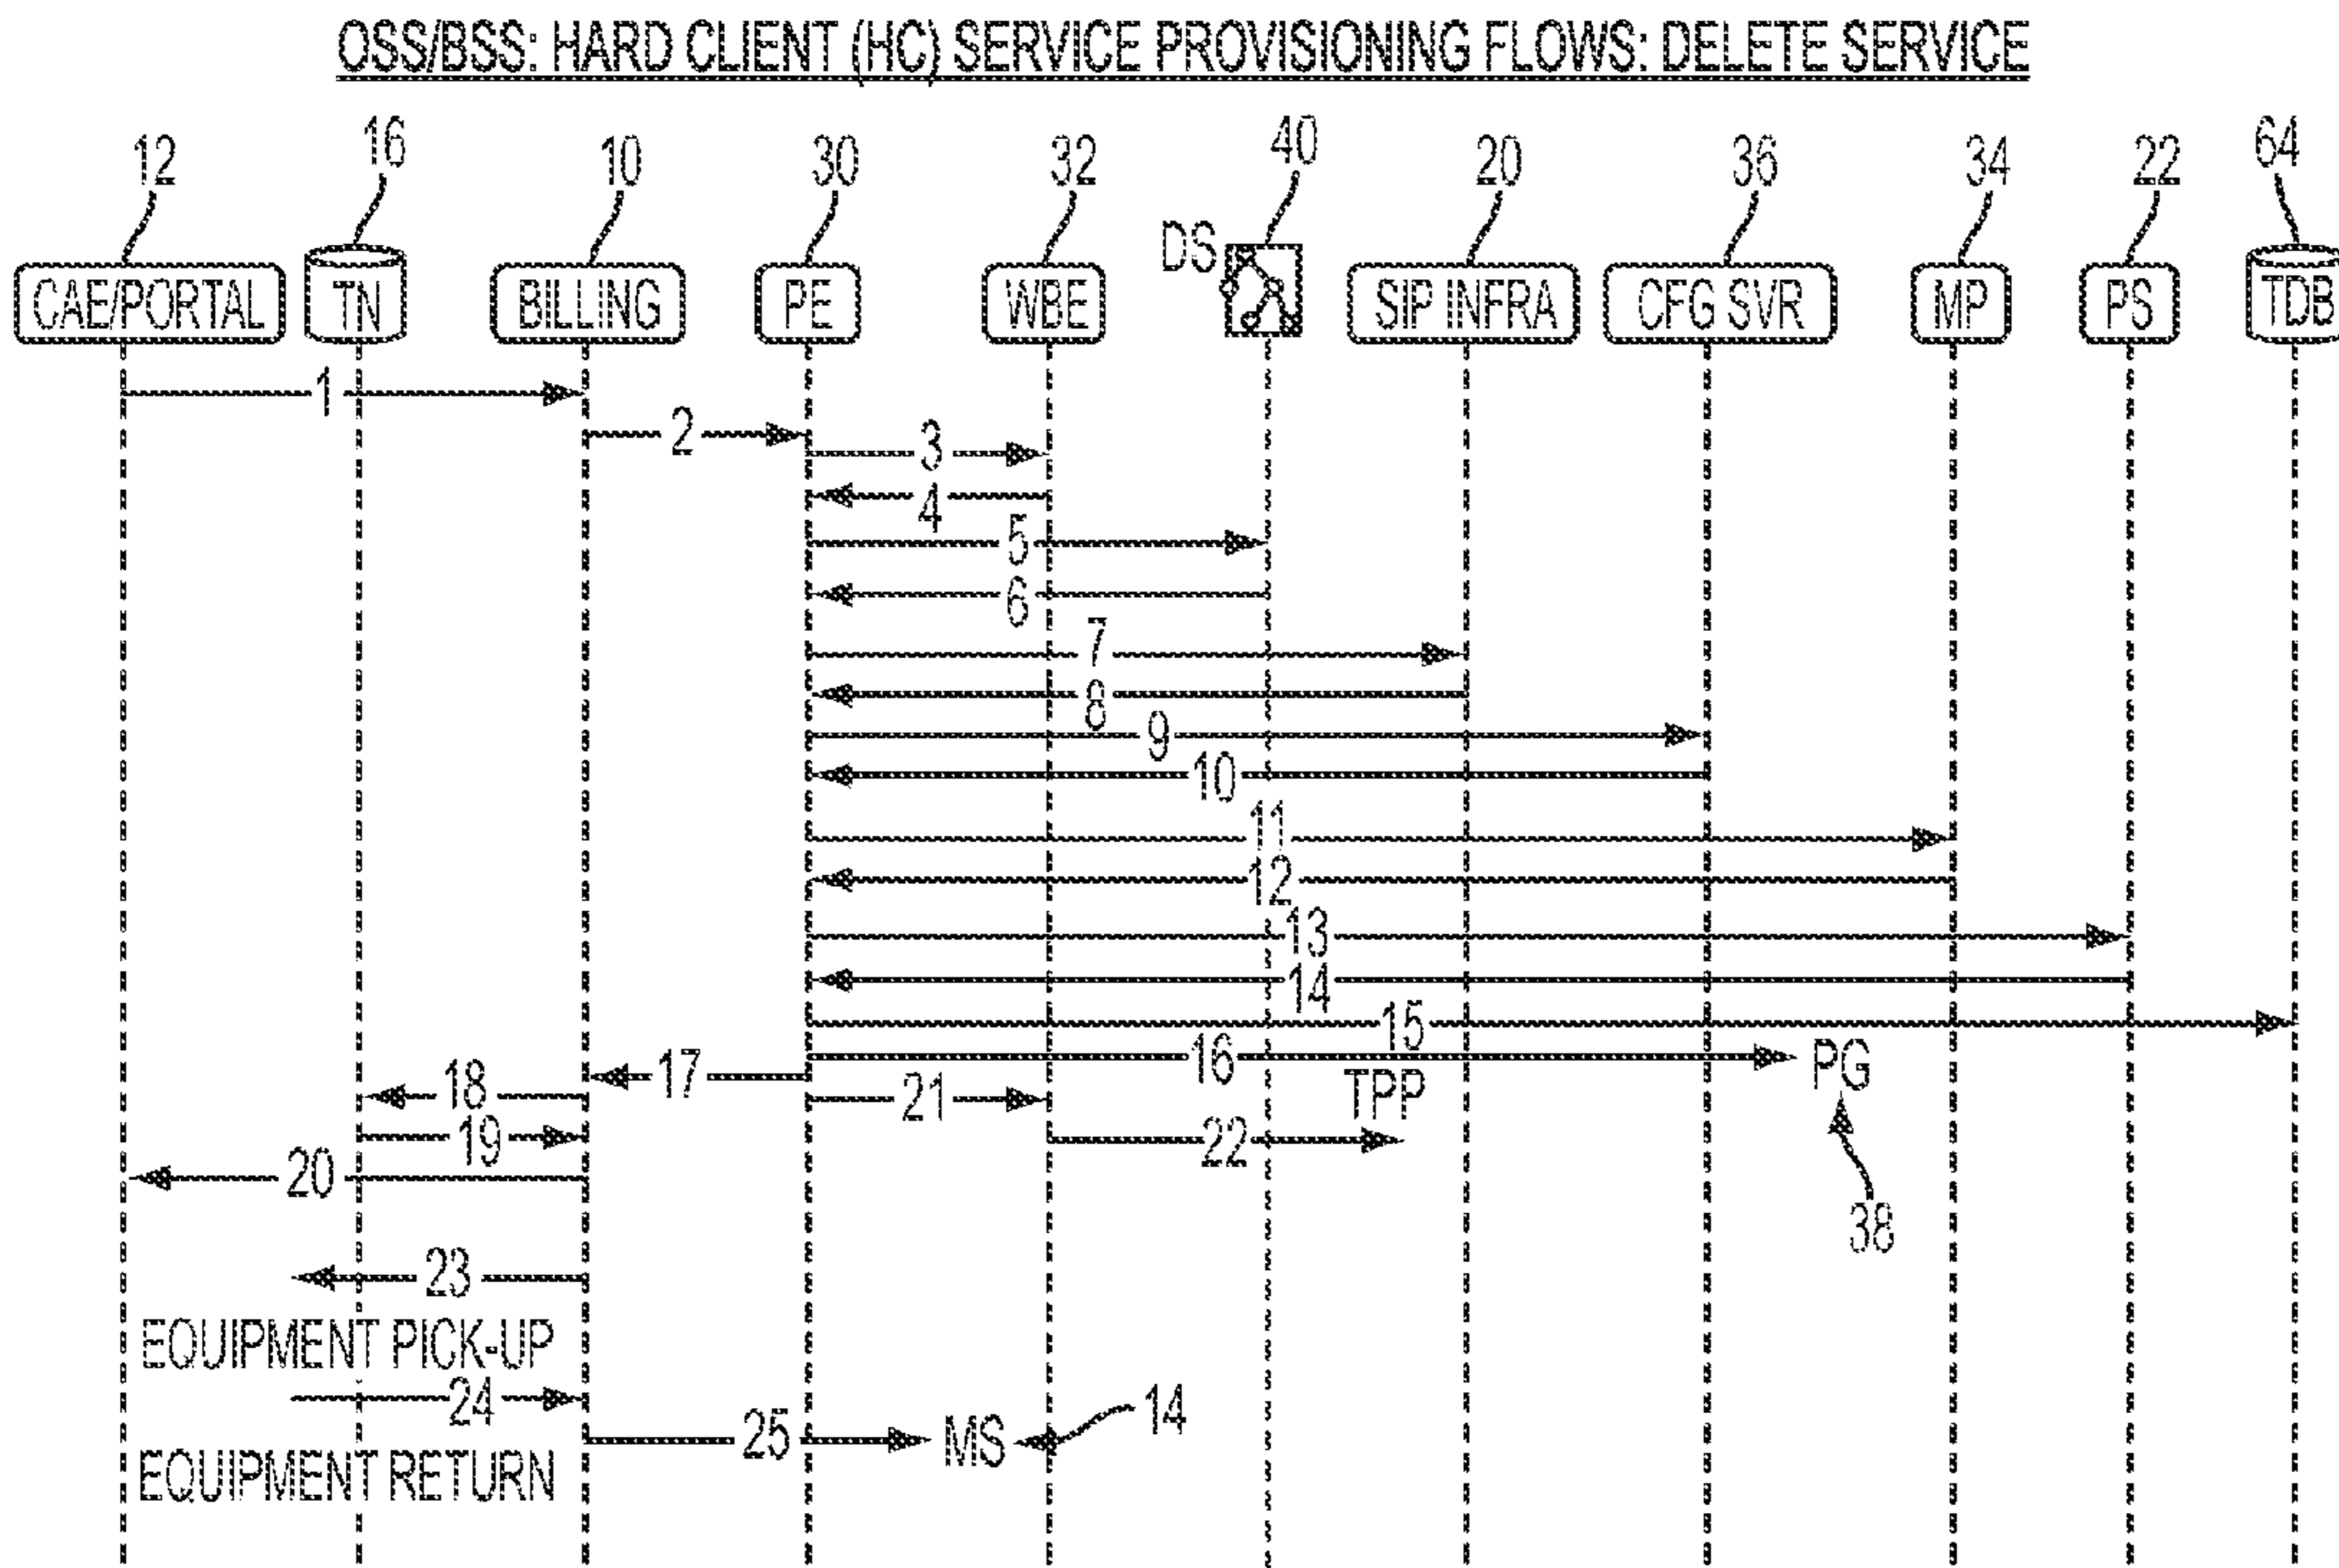 OSS/BSS: HARD CLIENT (HC) SERVICE PROVISIONING FLOWS: DELETE SERVICE
12 16 10 30 32 40 20 36 34 22 64
DS
CAE/PORTAL TN BILLING PE WBE SIP INFRA CFG SVR MP PS TDB
1
2
3
4
5
6
7
8
9
10
11
12
13
14
15
16 PG
17
18 21 TPP
19 22
20
38
23
EQUIPMENT PICK-UP
24
25 MS 14
EQUIPMENT RETURN